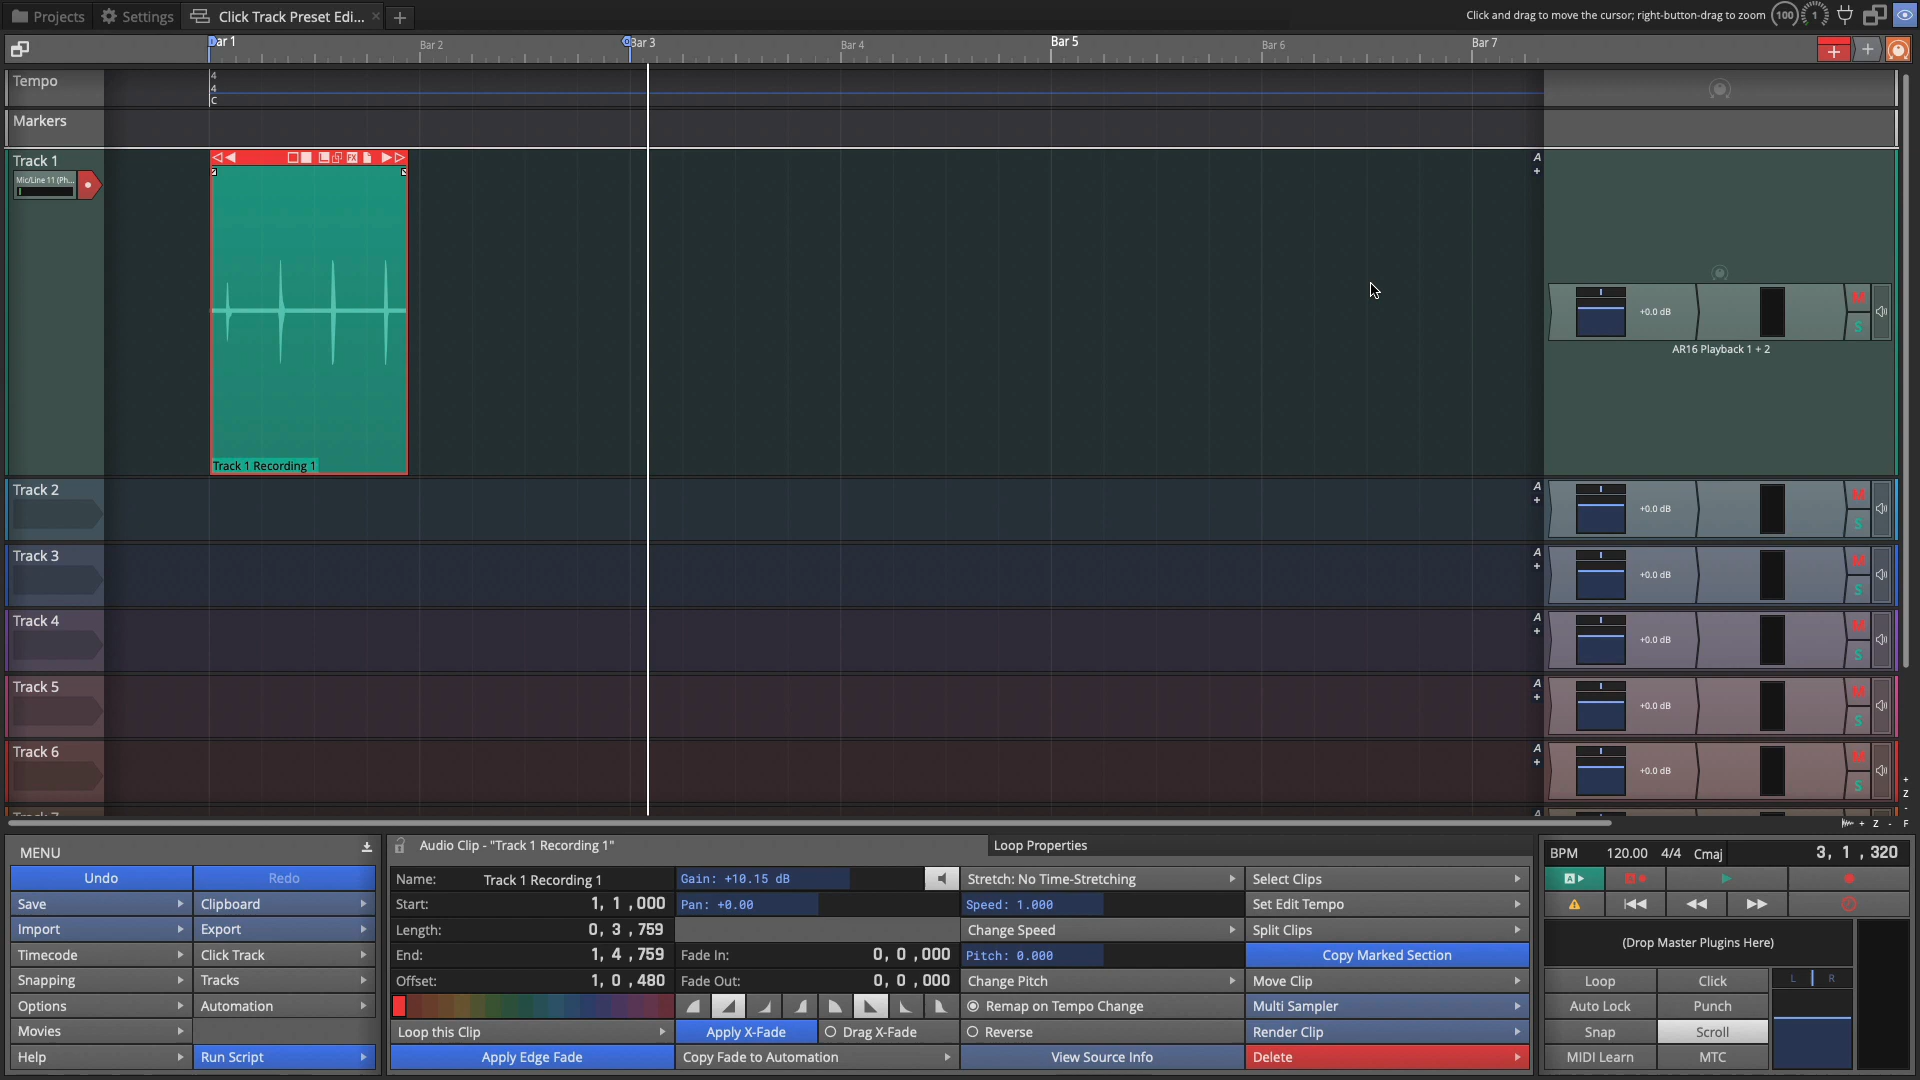 Projects Settings Click Track Preset Edi... × + Click and drag to move the cursor; right-button-drag to zoom 100 1
Bar 1 Bar 2 Bar 3 Bar 4 Bar 5 Bar 6 Bar 7
Tempo
4
4
C
Markers
Track 1
Mic/Line 11 (Ph...
FX
A
+
+0.0 dB M
S
AR16 Playback 1 + 2
Track 1 Recording 1
Track 2 A
+
+0.0 dB M
S
Track 3 A
+
+0.0 dB M
S
Track 4 A
+
+0.0 dB M
S
Track 5 A
+
+0.0 dB M
S
Track 6 A
+
+0.0 dB M
S
+
Z
-
+ Z - F
MENU
Undo Redo
Save Clipboard
Import Export
Timecode Click Track
Snapping Tracks
Options Automation
Movies
Help Run Script
Audio Clip - "Track 1 Recording 1" Loop Properties
Name: Track 1 Recording 1 Gain: +10.15 dB Stretch: No Time-Stretching Select Clips
Start: 1, 1 ,000 Pan: +0.00 Speed: 1.000 Set Edit Tempo
Length: 0, 3 ,759 Change Speed Split Clips
End: 1, 4 ,759 Fade In: 0, 0 ,000 Pitch: 0.000 Copy Marked Section
Offset: 1, 0 ,480 Fade Out: 0, 0 ,000 Change Pitch Move Clip
Remap on Tempo Change Multi Sampler
Loop this Clip Apply X-Fade Drag X-Fade Reverse Render Clip
Apply Edge Fade Copy Fade to Automation View Source Info Delete
BPM 120.00 4/4 Cmaj 3, 1 , 320
A A
(Drop Master Plugins Here)
Loop Click L R
Auto Lock Punch
Snap Scroll
MIDI Learn MTC